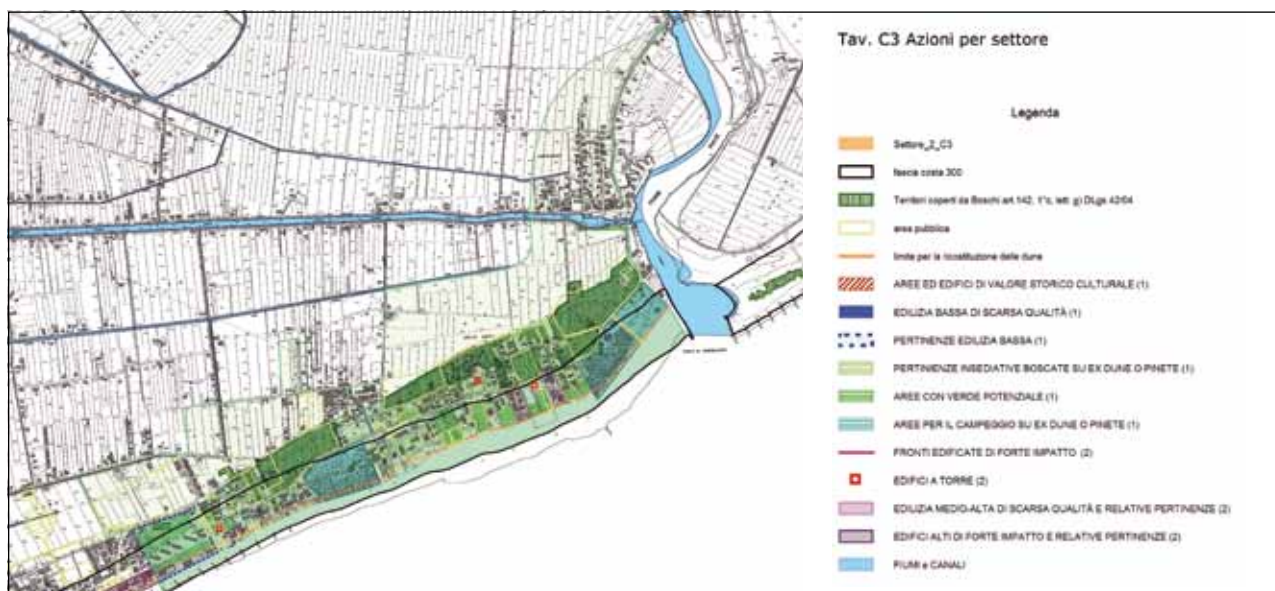 Tav. C3 Azioni per settore
Legenda
Settore_2_C3
fascia costa 300
Territori coperti da Boschi art.142, 1°c, lett. g) DLgs 42/04
area pubblica
limite per la ricostituzione delle dune
AREE ED EDIFICI DI VALORE STORICO CULTURALE (1)
EDILIZIA BASSA DI SCARSA QUALITÀ (1)
PERTINENZE EDILIZIA BASSA (1)
PERTINENZE INSEDIATIVE BOSCATE SU EX DUNE O PINETE (1)
AREE CON VERDE POTENZIALE (1)
AREE PER IL CAMPEGGIO SU EX DUNE O PINETE (1)
FRONTI EDIFICATE DI FORTE IMPATTO (2)
EDIFICI A TORRE (2)
EDILIZIA MEDIO-ALTA DI SCARSA QUALITÀ E RELATIVE PERTINENZE (2)
EDIFICI ALTI DI FORTE IMPATTO E RELATIVE PERTINENZE (2)
FIUMI e CANALI